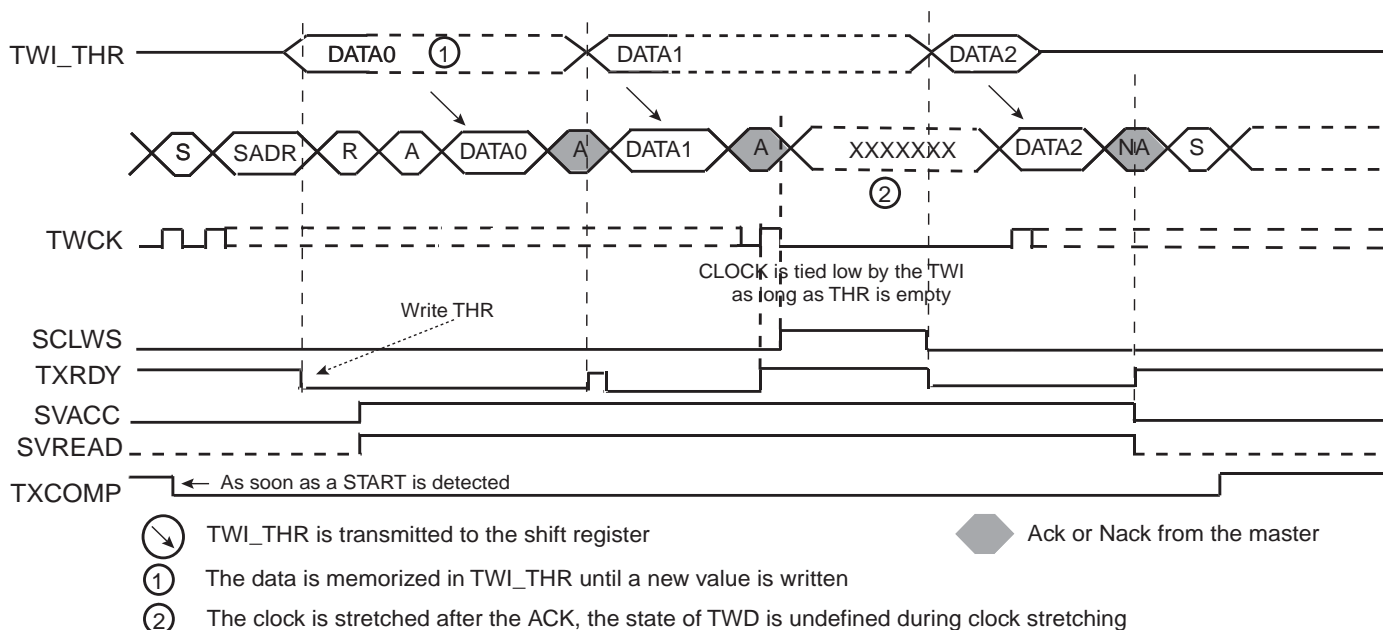 TWI_THR DATA0 1 DATA1 DATA2
S SADR R A DATA0 A DATA1 A XXXXXXX DATA2 NA S
2
TWCK
CLOCK is tied low by the TWI
as long as THR is empty
Write THR
SCLWS
TXRDY
SVACC
SVREAD
TXCOMP As soon as a START is detected
TWI_THR is transmitted to the shift register Ack or Nack from the master
1 The data is memorized in TWI_THR until a new value is written
2 The clock is stretched after the ACK, the state of TWD is undefined during clock stretching